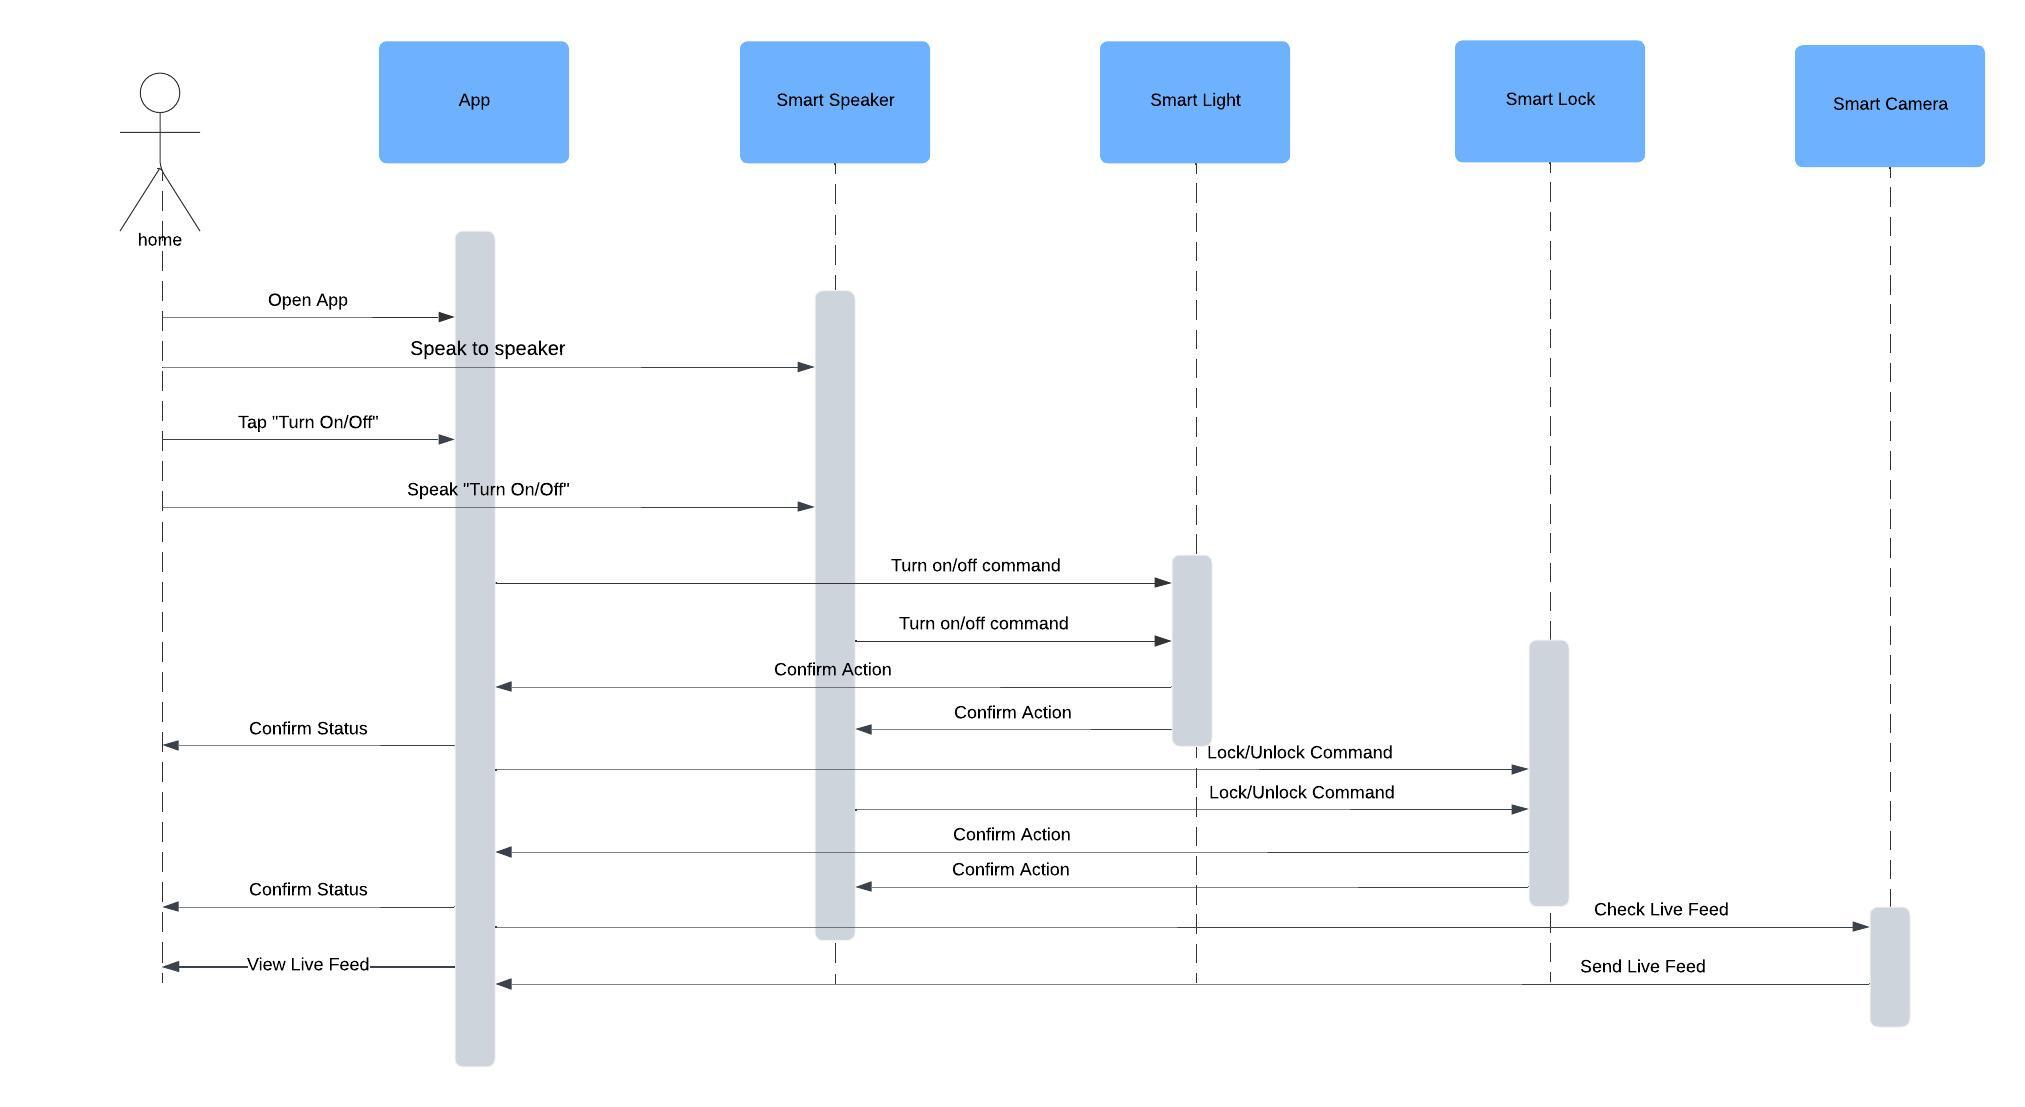 App
Smart Speaker
Smart Light
Smart Lock
Smart Camera
home
Open App
Speak to speaker
Tap "Turn On/Off"
Speak "Turn On/Off"
Turn on/off command
Turn on/off command
Confirm Action
Confirm Action
Confirm Status
Lock/Unlock Command
Lock/Unlock Command
Confirm Action
Confirm Action
Confirm Status
Check Live Feed
View Live Feed
Send Live Feed